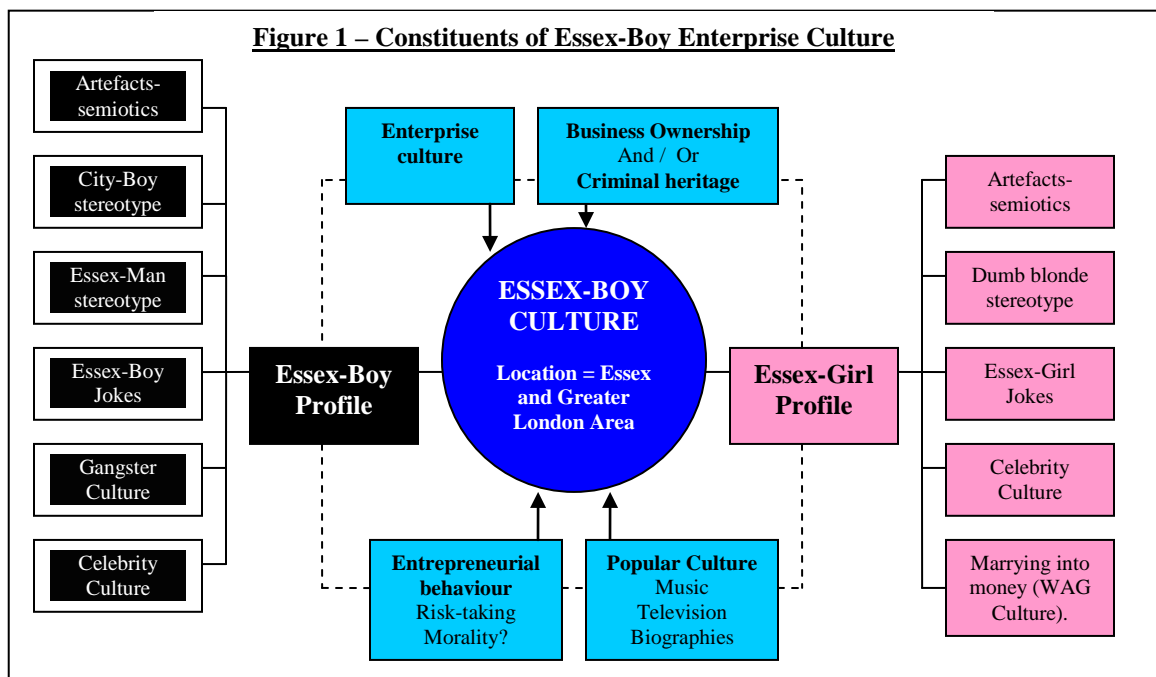 Figure 1 – Constituents of Essex-Boy Enterprise Culture
Artefacts-
semiotics
City-Boy
stereotype
Essex-Man
stereotype
Essex-Boy
Jokes
Gangster
Culture
Celebrity
Culture
Essex-Boy
Profile
Enterprise
culture
Business Ownership
And / Or
Criminal heritage
ESSEX-BOY
CULTURE
Location = Essex
and Greater
London Area
Entrepreneurial
behaviour
Risk-taking
Morality?
Popular Culture
Music
Television
Biographies
Essex-Girl
Profile
Artefacts-
semiotics
Dumb blonde
stereotype
Essex-Girl
Jokes
Celebrity
Culture
Marrying into
money (WAG
Culture).